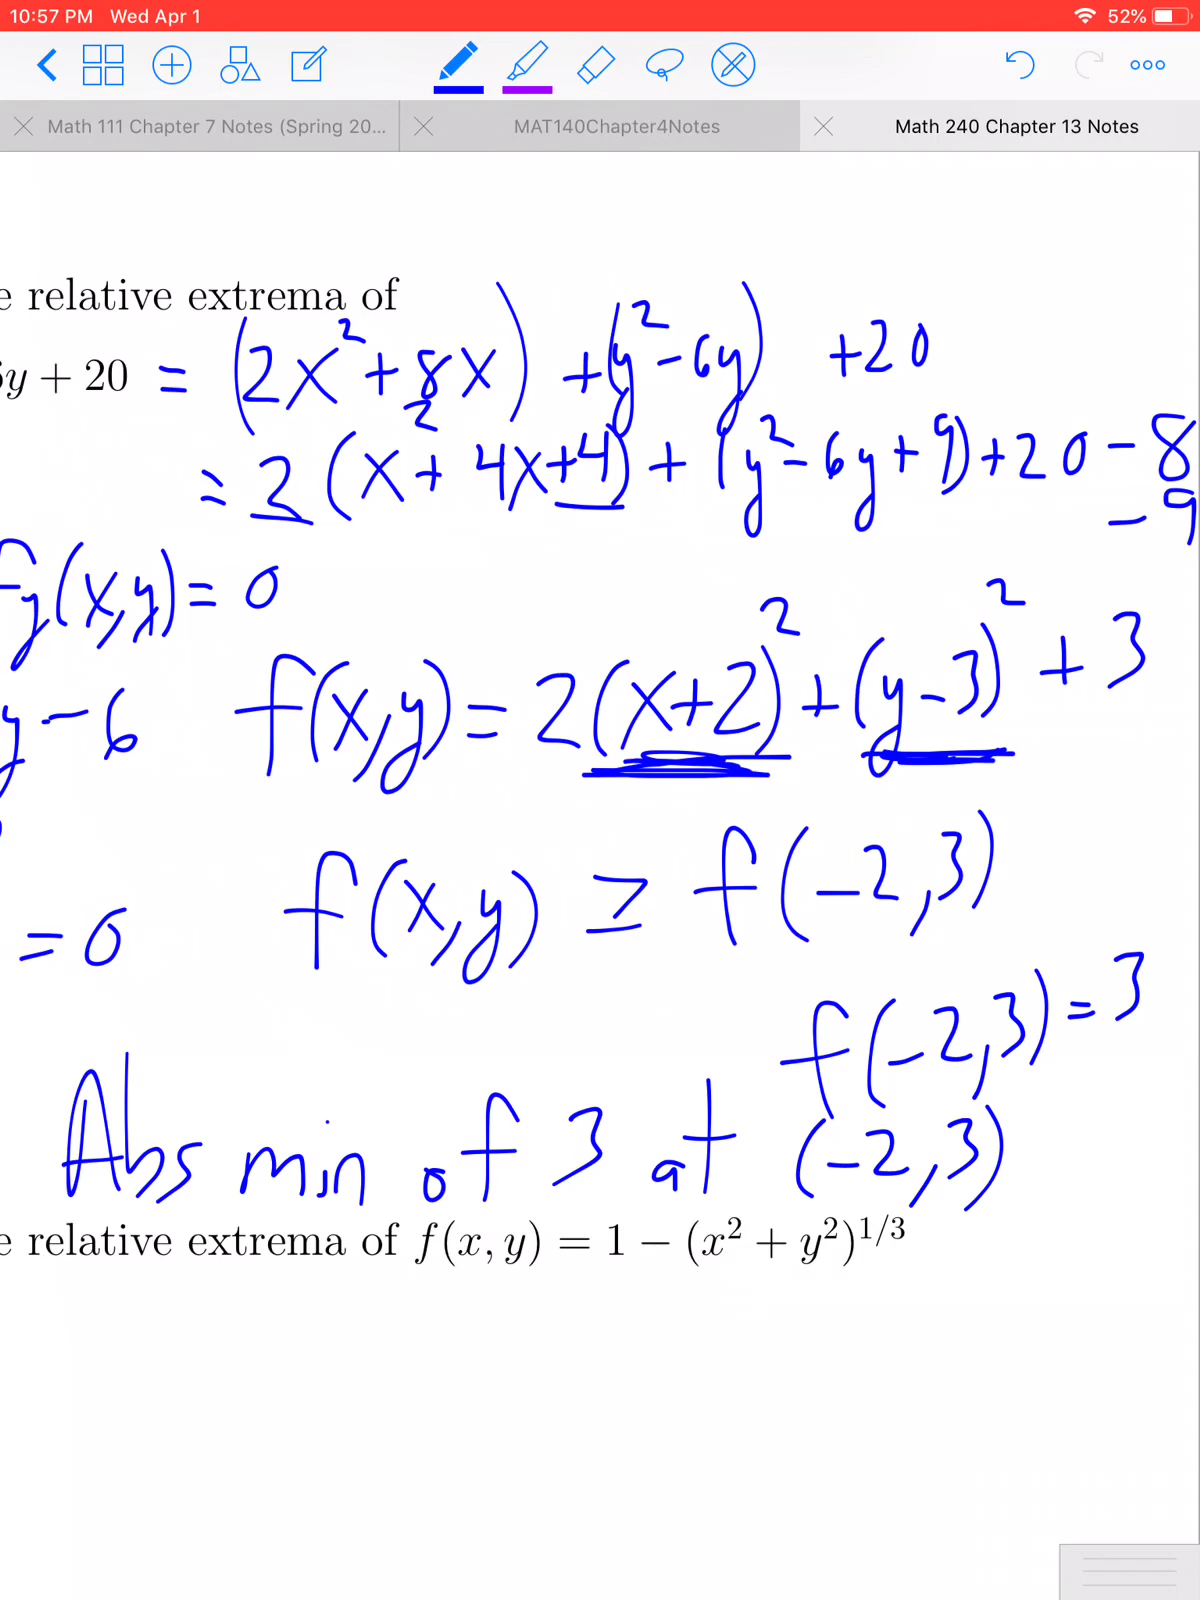 10:57 PM Wed Apr 1 52%
Math 111 Chapter 7 Notes (Spring 20... MAT140Chapter4Notes Math 240 Chapter 13 Notes
e relative extrema of
6y + 20 = (2x² + 8x) + (y² - 6y) + 20
= 2(x² + 4x + 4) + (y² - 6y + 9) + 20 - 8
- 9
fy(x,y) = 0
y - 6 f(x,y) = 2(x+2)² + (y-3)² + 3
= 0 f(x,y) ≥ f(-2,3)
f(-2,3) = 3
Abs min of 3 at (-2,3)
e relative extrema of f(x, y) = 1 − (x² + y²)^1/3